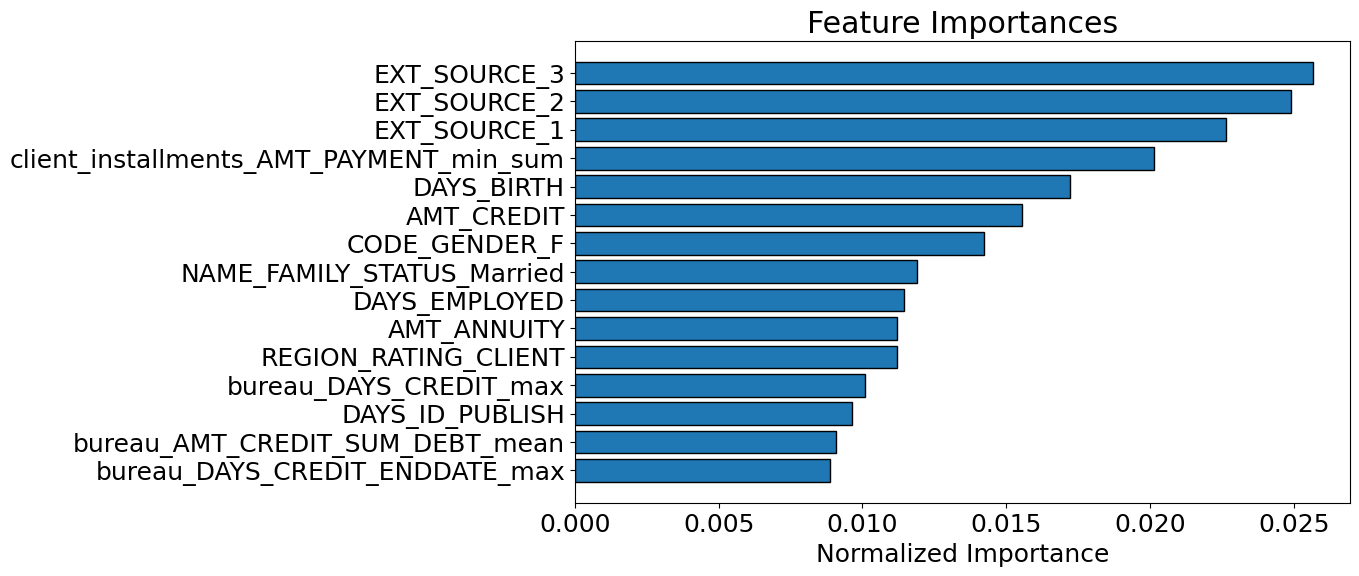 Feature Importances
EXT_SOURCE_3
EXT_SOURCE_2
EXT_SOURCE_1
client_installments_AMT_PAYMENT_min_sum
DAYS_BIRTH
AMT_CREDIT
CODE_GENDER_F
NAME_FAMILY_STATUS_Married
DAYS_EMPLOYED
AMT_ANNUITY
REGION_RATING_CLIENT
bureau_DAYS_CREDIT_max
DAYS_ID_PUBLISH
bureau_AMT_CREDIT_SUM_DEBT_mean
bureau_DAYS_CREDIT_ENDDATE_max
0.000 0.005 0.010 0.015 0.020 0.025
Normalized Importance